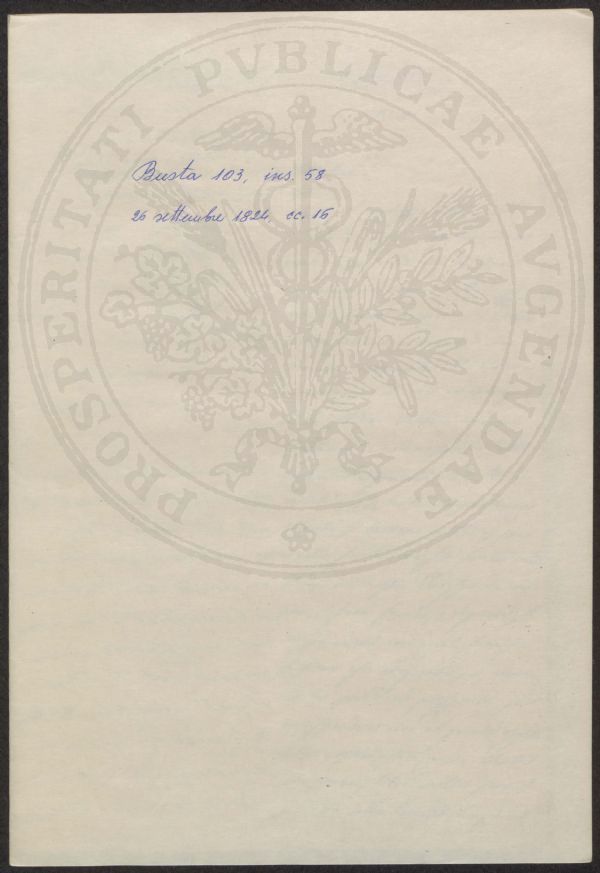 PROSPERITATI PVBLICAE AVGENDAE
Busta 103, ins. 58
26 settembre 1824 cc. 16